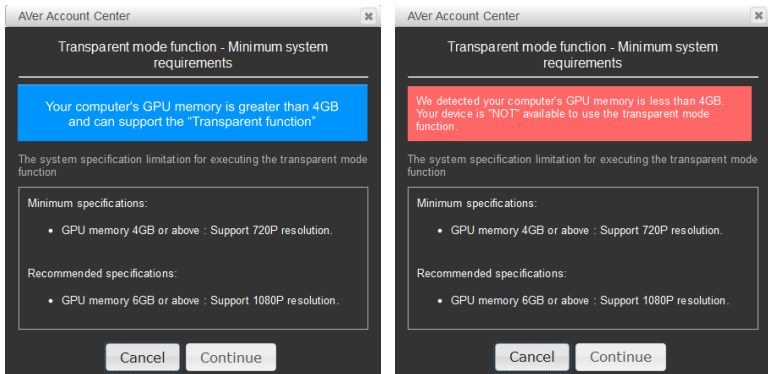 AVer Account Center
Transparent mode function - Minimum system
requirements
Your computer's GPU memory is greater than 4GB
and can support the “Transparent function”
The system specification limitation for executing the transparent mode
function
Minimum specifications:
• GPU memory 4GB or above : Support 720P resolution.
Recommended specifications:
• GPU memory 6GB or above : Support 1080P resolution.
Cancel
Continue
AVer Account Center
Transparent mode function - Minimum system
requirements
We detected your computer's GPU memory is less than 4GB.
Your device is "NOT" available to use the transparent mode
function.
The system specification limitation for executing the transparent mode
function
Minimum specifications:
• GPU memory 4GB or above : Support 720P resolution.
Recommended specifications:
• GPU memory 6GB or above : Support 1080P resolution.
Cancel
Continue